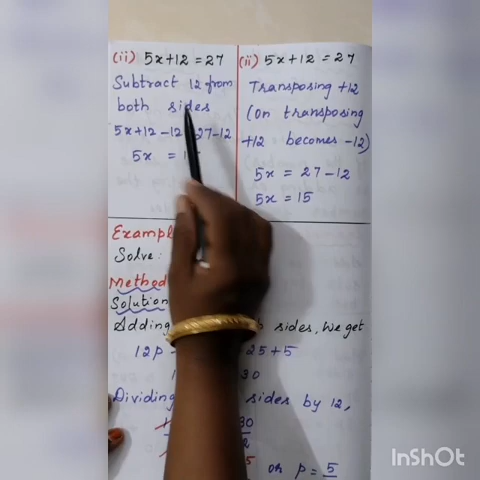 (ii) 5x+12 = 27
Subtract 12 from
both sides
5x+12-12 27-12
5x =
(ii) 5x+12 = 27
Transposing +12
(On transposing
+12 becomes -12)
5x = 27-12
5x = 15
Solve:
Method
Solution
Adding sides, We get
12p 25+5
30
Dividing sides by 12,
30
or p = 5
InShOt